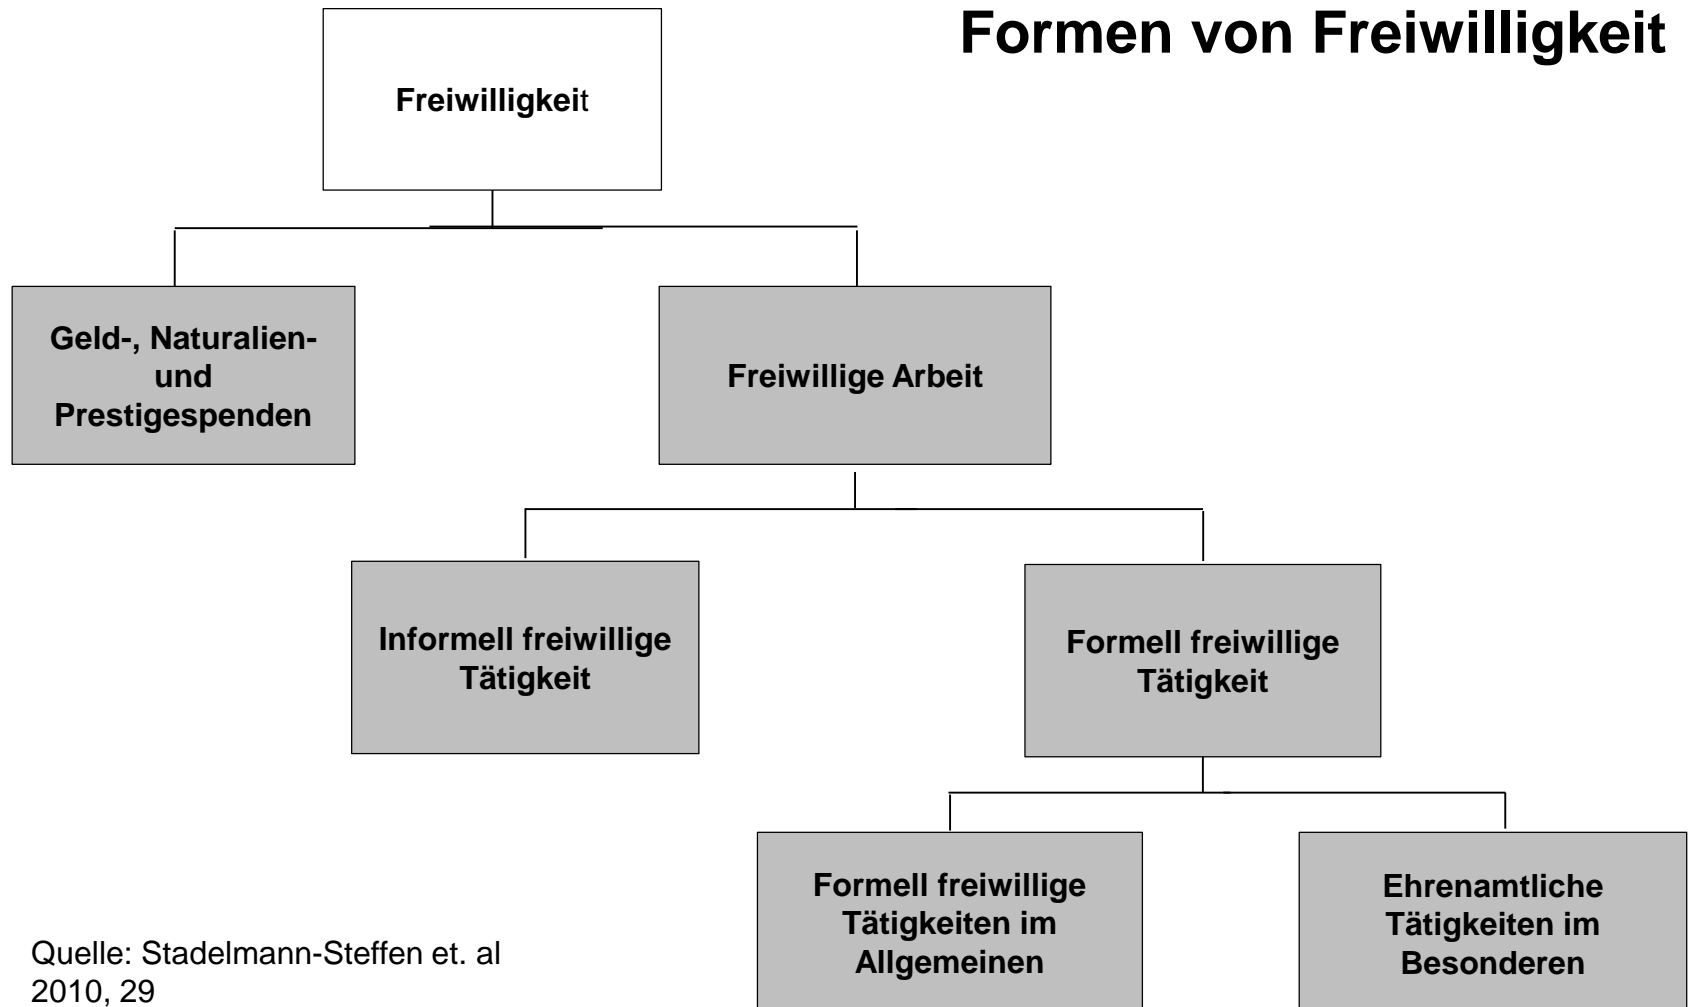 Formen von Freiwilligkeit
Freiwilligkeit
Geld-, Naturalien-
und
Prestigespenden
Freiwillige Arbeit
Informell freiwillige
Tätigkeit
Formell freiwillige
Tätigkeit
Formell freiwillige
Tätigkeiten im
Allgemeinen
Ehrenamtliche
Tätigkeiten im
Besonderen
Quelle: Stadelmann-Steffen et. al
2010, 29